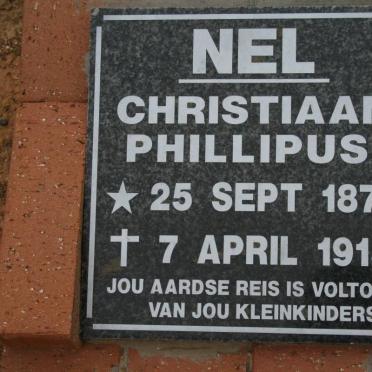 NEL
CHRISTIAAN
PHILLIPUS
25 SEPT 187
7 APRIL 191
JOU AARDSE REIS IS VOLTO
VAN JOU KLEINKINDERS